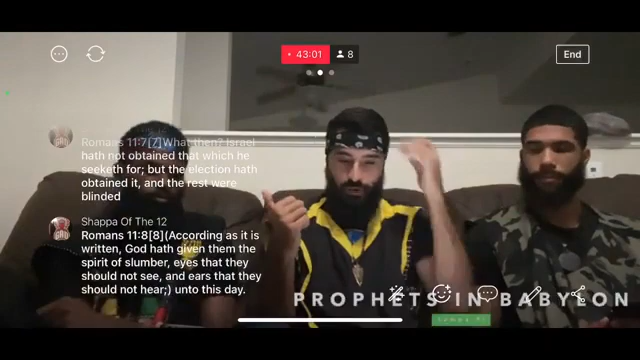 43:01
8
End
Romans 11:7[7]What then? Israel
hath not obtained that which he
seeketh for; but the election hath
obtained it, and the rest were
blinded
Shappa Of The 12
Romans 11:8[8](According as it is
written, God hath given them the
spirit of slumber, eyes that they
should not see, and ears that they
should not hear;) unto this day.
PROPHETS IN BABYLON